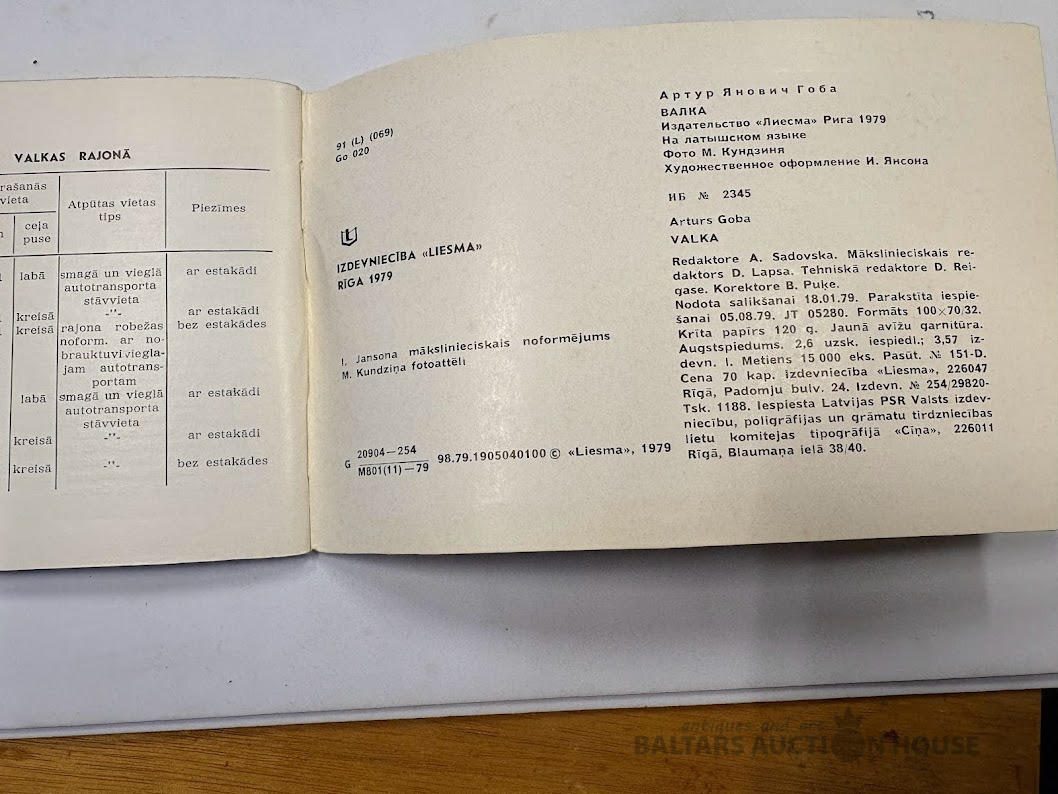 VALKAS RAJONĀ
rašanās
vieta
Atpūtas vietas
tips
Piezīmes
ceļa
puse
labā
smagā un vieglā
autotransporta
stāvvieta
ar estakādi
kreisā
-"-
ar estakādi
kreisā
rajona robežas
noform. ar no-
brauktuvi viegla-
jam autotrans-
portam
bez estakādes
labā
smagā un vieglā
autotransporta
stāvvieta
ar estakādi
kreisā
-"-
ar estakādi
kreisā
-"-
bez estakādes
91 (L) (069)
Go 020
IZDEVNIECĪBA «LIESMA»
RĪGA 1979
I. Jansona mākslinieciskais noformējums
M. Kundziņa fotoattēli
G 20904—254
M801(11)—79
98.79.1905040100 © «Liesma», 1979
Артур Янович Гоба
ВАЛКА
Издательство «Лиесма» Рига 1979
На латышском языке
Фото М. Кундзиня
Художественное оформление И. Янсона
ИБ № 2345
Arturs Goba
VALKA
Redaktore A. Sadovska. Mākslinieciskais re-
daktors D. Lapsa. Tehniskā redaktore D. Rei-
gase. Korektore B. Puķe.
Nodota salikšanai 18.01.79. Parakstīta iespie-
šanai 05.08.79. JT 05280. Formāts 100×70/32.
Krīta papīrs 120 g. Jaunā avīžu garnitūra.
Augstspiedums. 2,6 uzsk. iespiedl.; 3,57 iz-
devn. l. Metiens 15 000 eks. Pasūt. № 151-D.
Cena 70 kap. Izdevniecība «Liesma», 226047
Rīgā, Padomju bulv. 24. Izdevn. № 254/29820-
Tsk. 1188. Iespiesta Latvijas PSR Valsts izdev-
niecību, poligrāfijas un grāmatu tirdzniecības
lietu komitejas tipogrāfijā «Cīņa», 226011
Rīgā, Blaumaņa ielā 38/40.
antiques and art
BALTARS AUCTION HOUSE